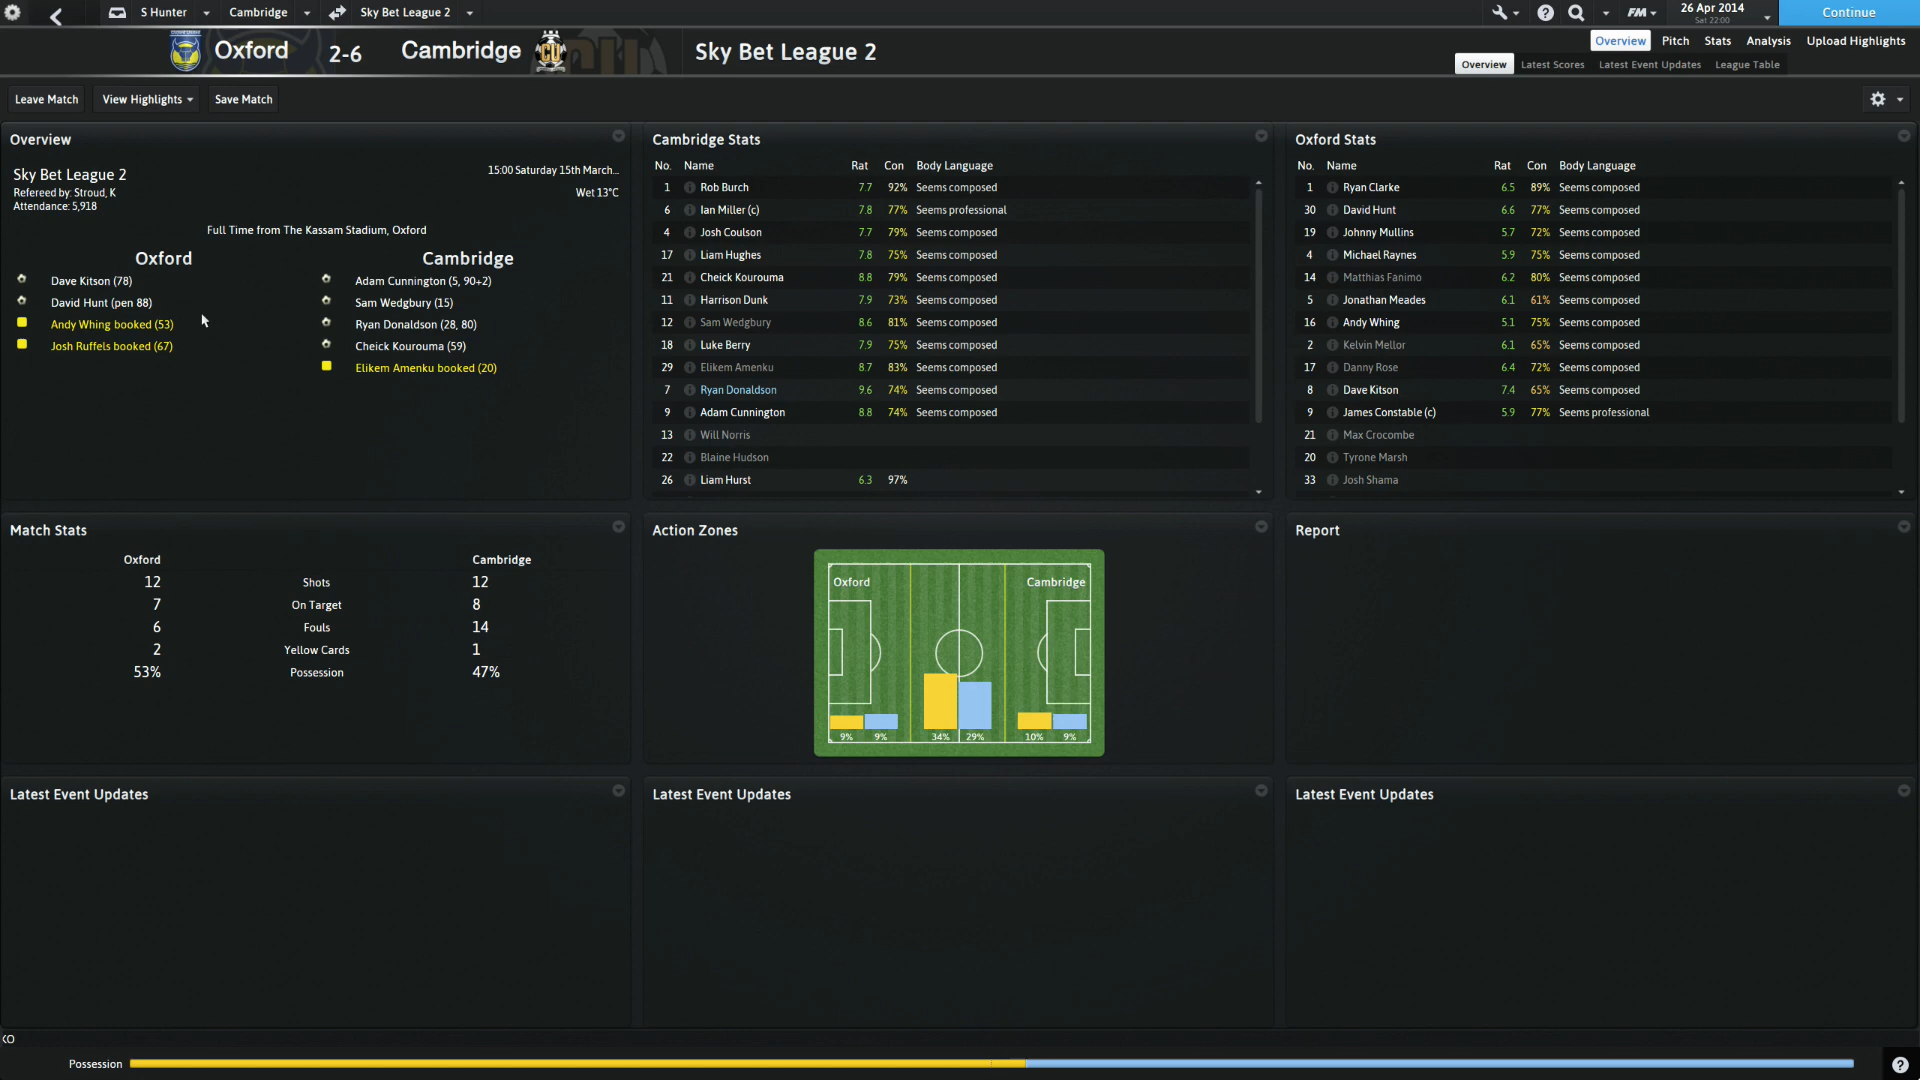 S Hunter Cambridge Sky Bet League 2 FM 26 Apr 2014 Continue
Sat 22:00
Oxford 2-6 Cambridge CU Sky Bet League 2
Overview Pitch Stats Analysis Upload Highlights
Overview Latest Scores Latest Event Updates League Table
Leave Match View Highlights Save Match
Overview
Sky Bet League 2 15:00 Saturday 15th March...
Refereed by: Stroud, K Wet 13°C
Attendance: 5,918
Full Time from The Kassam Stadium, Oxford
Oxford Cambridge
Dave Kitson (78) Adam Cunnington (5, 90+2)
David Hunt (pen 88) Sam Wedgbury (15)
Andy Whing booked (53) Ryan Donaldson (28, 80)
Josh Ruffels booked (67) Cheick Kourouma (59)
Elikem Amenku booked (20)
Cambridge Stats
No. Name Rat Con Body Language
1 Rob Burch 7.7 92% Seems composed
6 Ian Miller (c) 7.8 77% Seems professional
4 Josh Coulson 7.7 79% Seems composed
17 Liam Hughes 7.8 75% Seems composed
21 Cheick Kourouma 8.8 79% Seems composed
11 Harrison Dunk 7.9 73% Seems composed
12 Sam Wedgbury 8.6 81% Seems composed
18 Luke Berry 7.9 75% Seems composed
29 Elikem Amenku 8.7 83% Seems composed
7 Ryan Donaldson 9.6 74% Seems composed
9 Adam Cunnington 8.8 74% Seems composed
13 Will Norris
22 Blaine Hudson
26 Liam Hurst 6.3 97%
Oxford Stats
No. Name Rat Con Body Language
1 Ryan Clarke 6.5 89% Seems composed
30 David Hunt 6.6 77% Seems composed
19 Johnny Mullins 5.7 72% Seems composed
4 Michael Raynes 5.9 75% Seems composed
14 Matthias Fanimo 6.2 80% Seems composed
5 Jonathan Meades 6.1 61% Seems composed
16 Andy Whing 5.1 75% Seems composed
2 Kelvin Mellor 6.1 65% Seems composed
17 Danny Rose 6.4 72% Seems composed
8 Dave Kitson 7.4 65% Seems composed
9 James Constable (c) 5.9 77% Seems professional
21 Max Crocombe
20 Tyrone Marsh
33 Josh Shama
Match Stats
Oxford Cambridge
12 Shots 12
7 On Target 8
6 Fouls 14
2 Yellow Cards 1
53% Possession 47%
Action Zones
Oxford Cambridge
9% 9% 34% 29% 10% 9%
Report
Latest Event Updates
Latest Event Updates
Latest Event Updates
KO
Possession